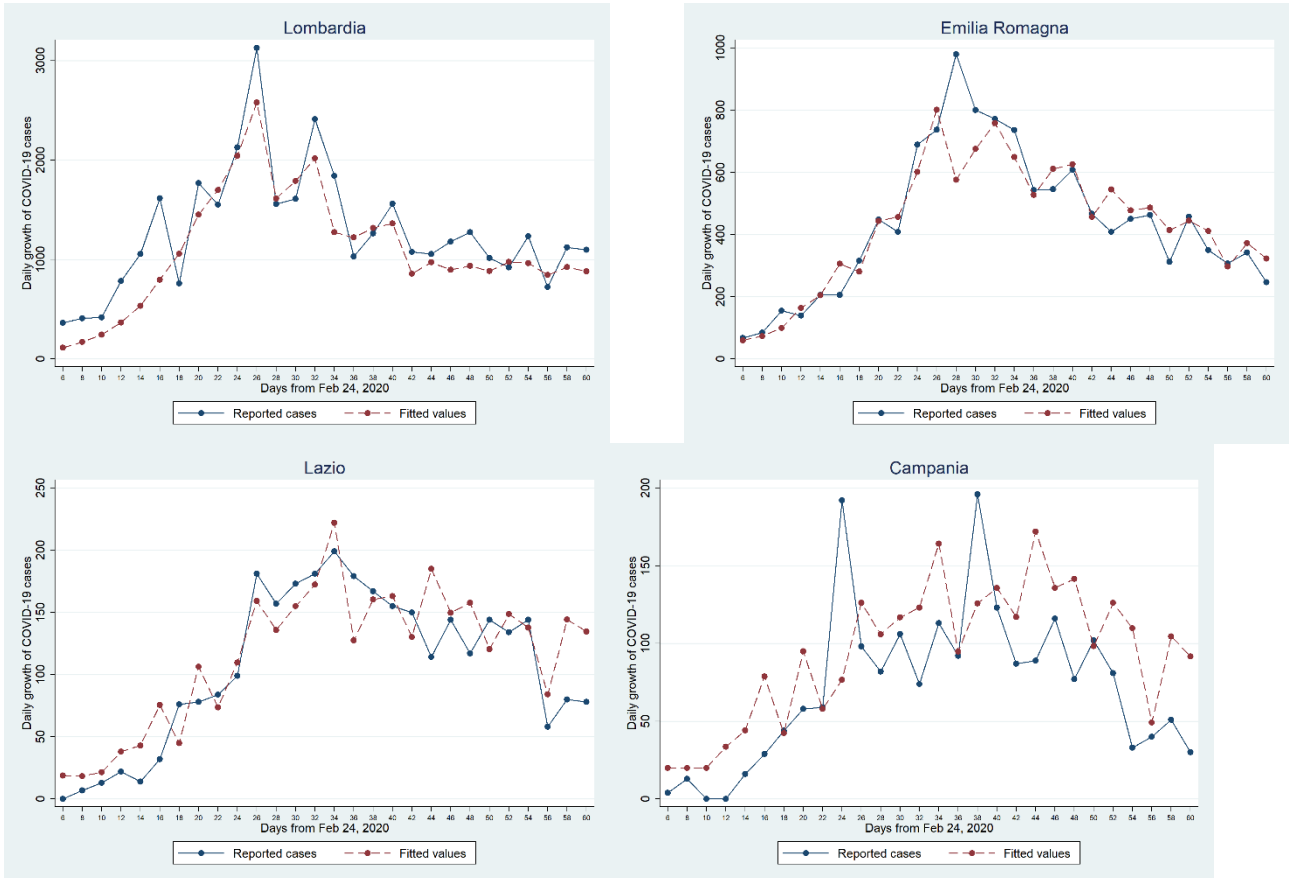 Lombardia
Daily growth of COVID-19 cases
3000
2000
1000
0
6 8 10 12 14 16 18 20 22 24 26 28 30 32 34 36 38 40 42 44 46 48 50 52 54 56 58 60
Days from Feb 24, 2020
Reported cases Fitted values
Emilia Romagna
Daily growth of COVID-19 cases
1000
800
600
400
200
0
6 8 10 12 14 16 18 20 22 24 26 28 30 32 34 36 38 40 42 44 46 48 50 52 54 56 58 60
Days from Feb 24, 2020
Reported cases Fitted values
Lazio
Daily growth of COVID-19 cases
250
200
150
100
50
0
6 8 10 12 14 16 18 20 22 24 26 28 30 32 34 36 38 40 42 44 46 48 50 52 54 56 58 60
Days from Feb 24, 2020
Reported cases Fitted values
Campania
Daily growth of COVID-19 cases
200
150
100
50
0
6 8 10 12 14 16 18 20 22 24 26 28 30 32 34 36 38 40 42 44 46 48 50 52 54 56 58 60
Days from Feb 24, 2020
Reported cases Fitted values